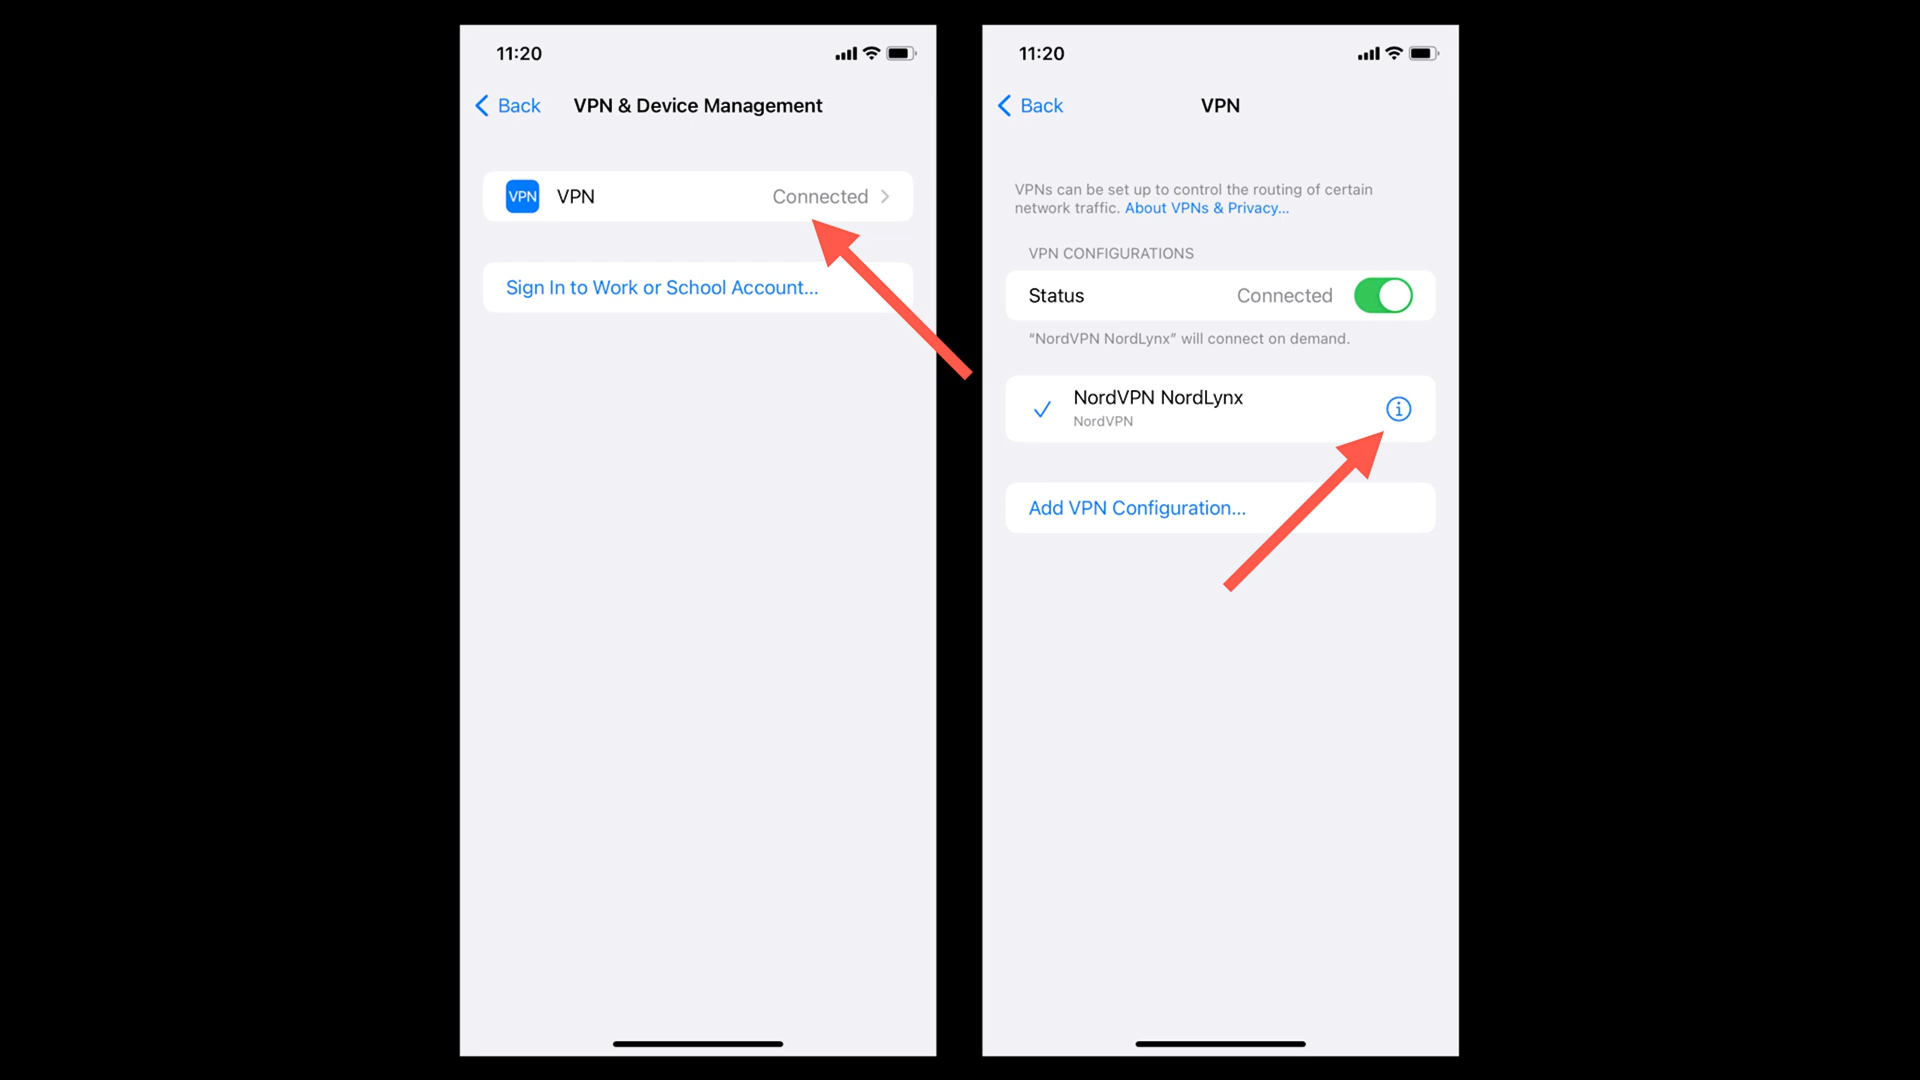 11:20
Back
VPN & Device Management
VPN VPN Connected
Sign In to Work or School Account...
11:20
Back
VPN
VPNs can be set up to control the routing of certain
network traffic. About VPNs & Privacy...
VPN CONFIGURATIONS
Status Connected
“NordVPN NordLynx” will connect on demand.
NordVPN NordLynx
NordVPN
Add VPN Configuration...